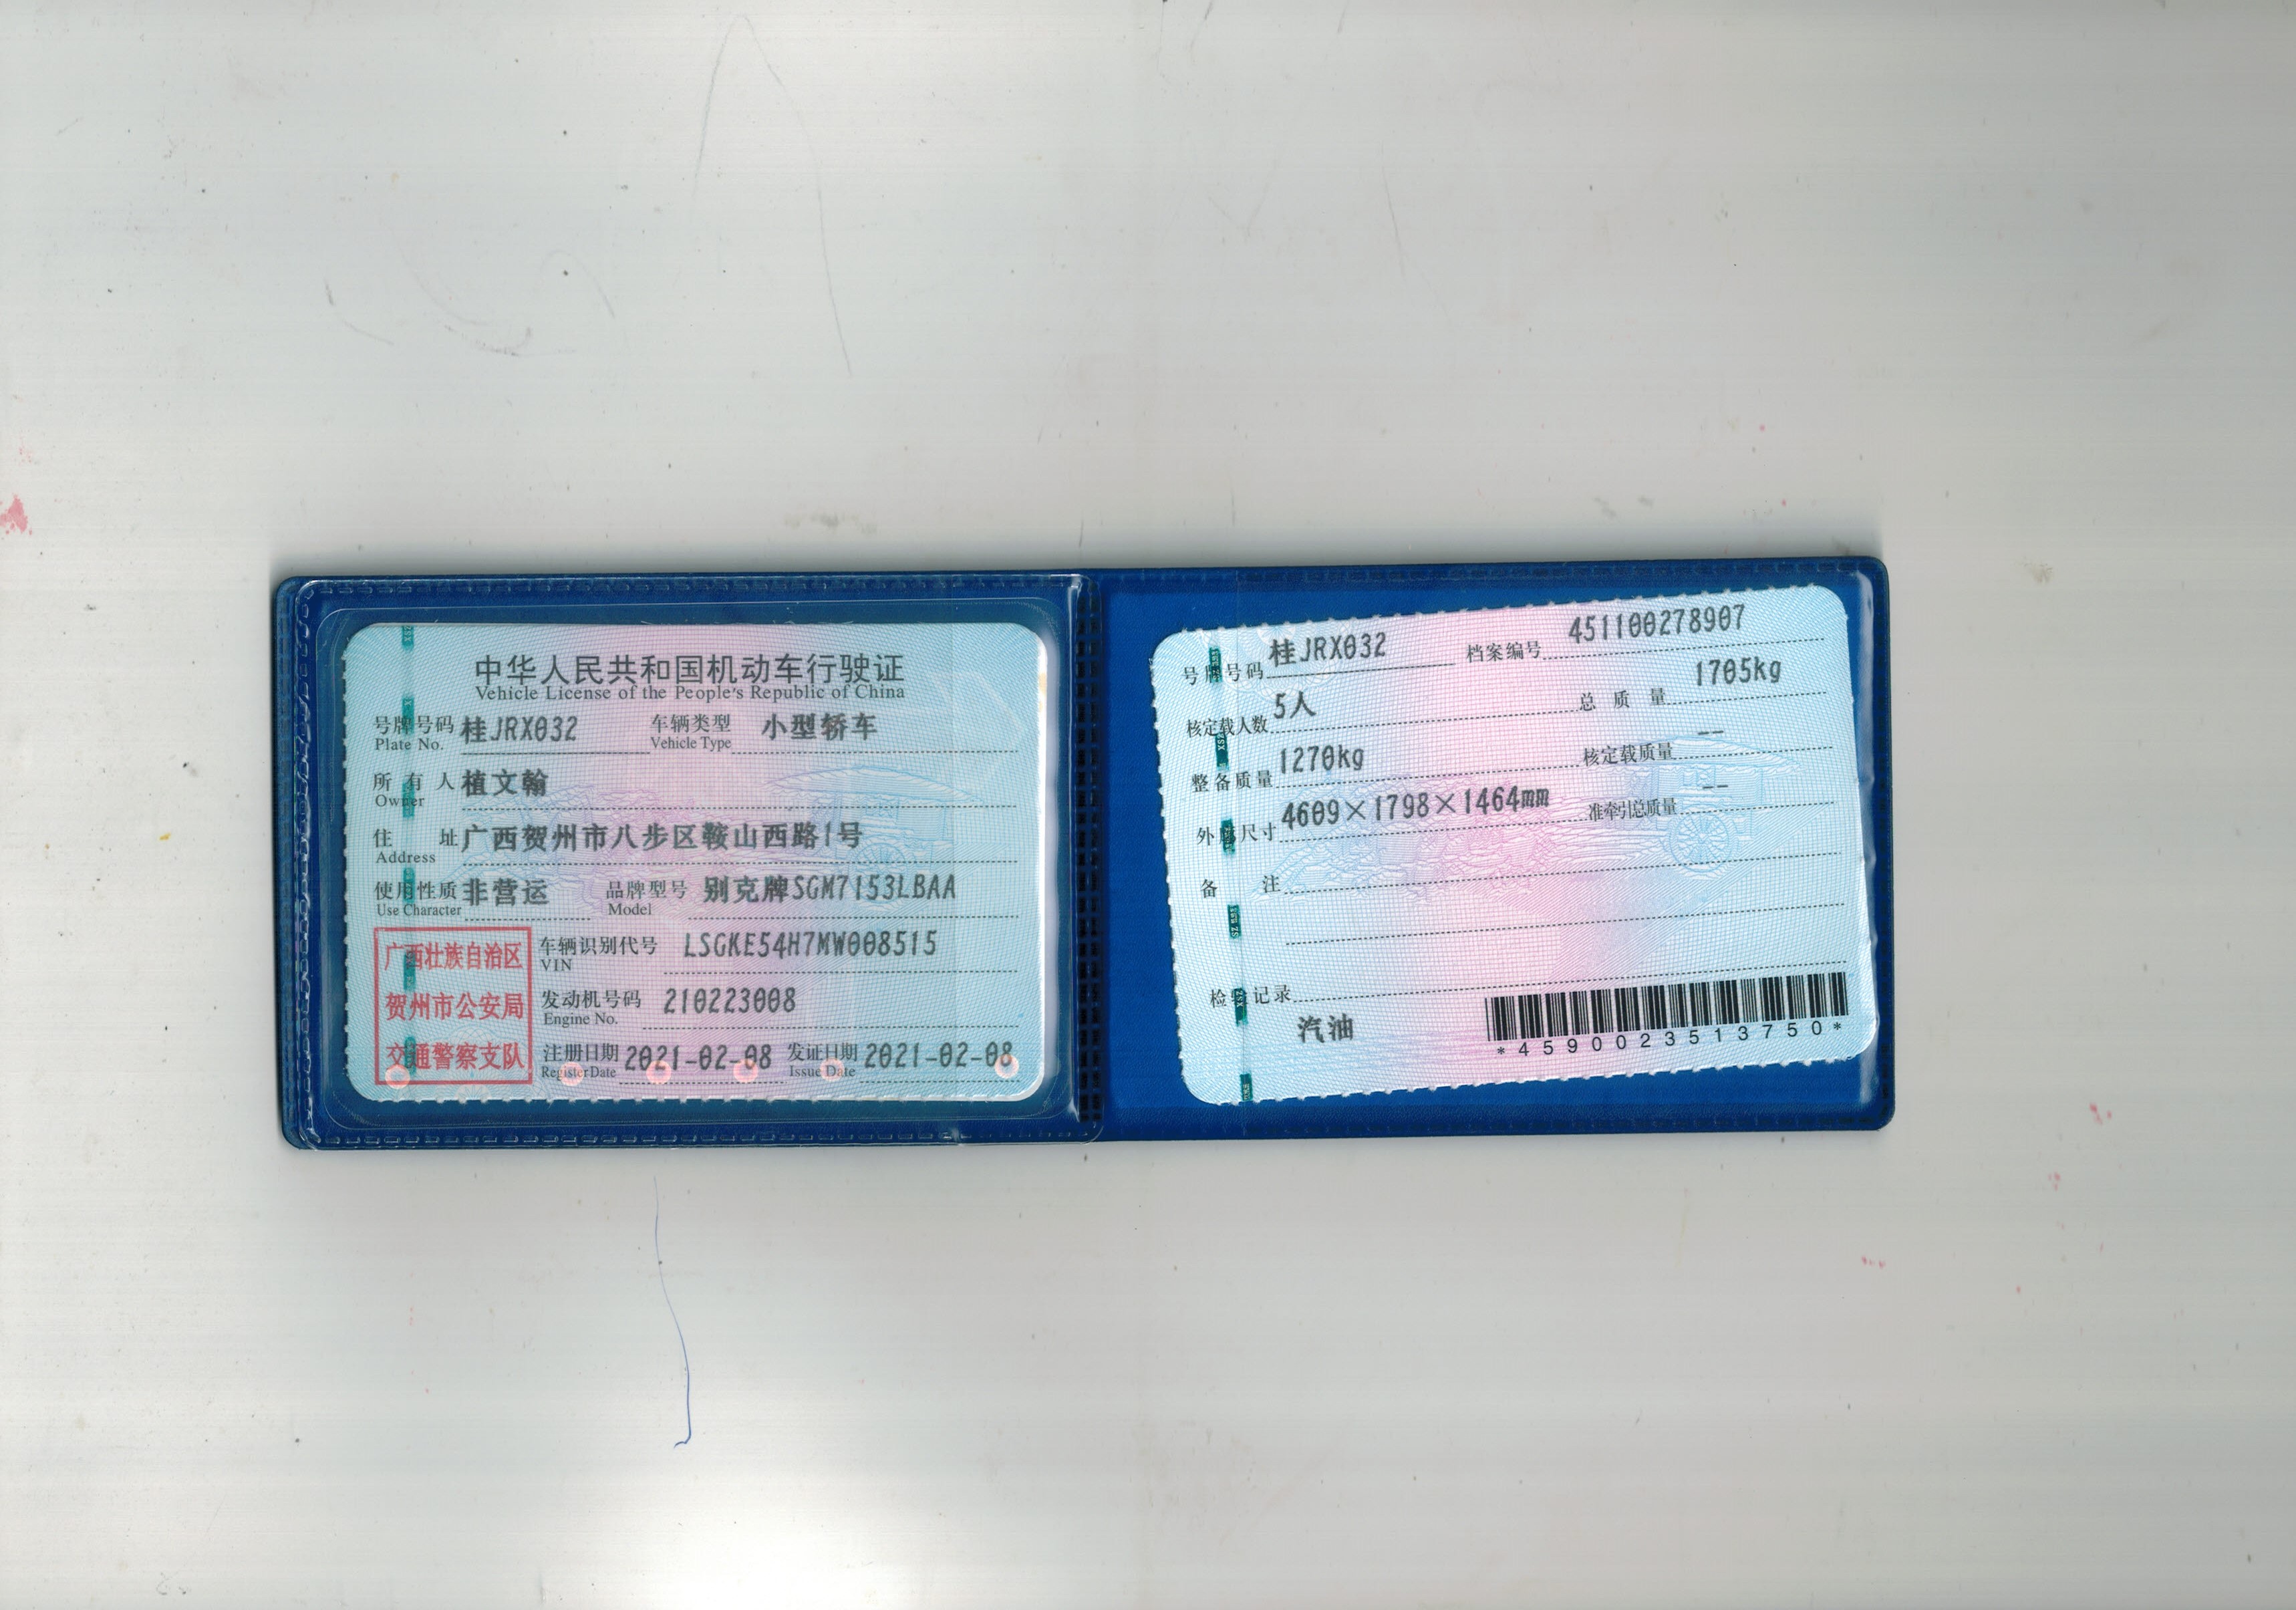 中华人民共和国机动车行驶证
Vehicle License of the People's Republic of China
号牌号码 桂JRX032 车辆类型 小型轿车
Plate No. Vehicle Type
所有人 植文翰
Owner
住址 广西贺州市八步区鞍山西路1号
Address
使用性质 非营运 品牌型号 别克牌SGM7153LBAA
Use Character Model
广西壮族自治区
贺州市公安局
交通警察支队
车辆识别代号 LSGKE54H7MW008515
VIN
发动机号码 210223008
Engine No.
注册日期 2021-02-08 发证日期 2021-02-08
Register Date Issue Date
号牌号码 桂JRX032 档案编号 451100278907
核定载人数 5人 总质量 1705kg
整备质量 1270kg 核定载质量 --
外廓尺寸 4609×1798×1464mm 准牵引总质量 --
备注
检验记录
汽油
*4590023513750*